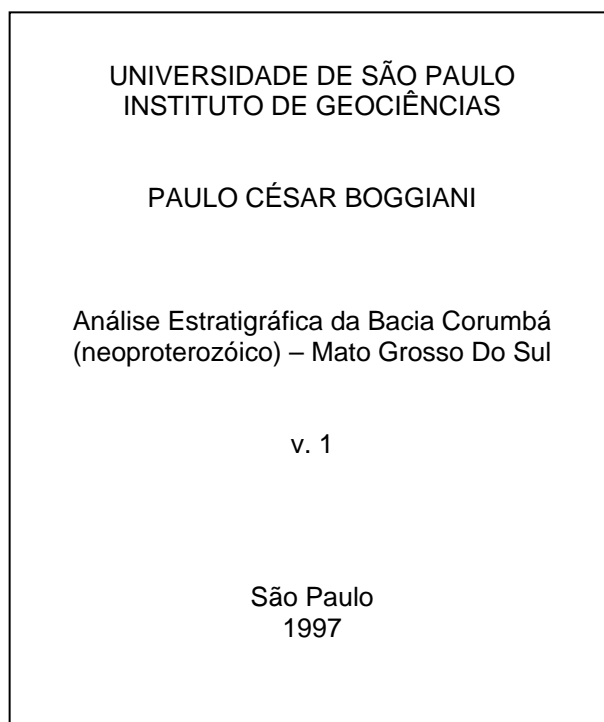 UNIVERSIDADE DE SÃO PAULO
INSTITUTO DE GEOCIÊNCIAS
PAULO CÉSAR BOGGIANI
Análise Estratigráfica da Bacia Corumbá
(neoproterozóico) – Mato Grosso Do Sul
v. 1
São Paulo
1997